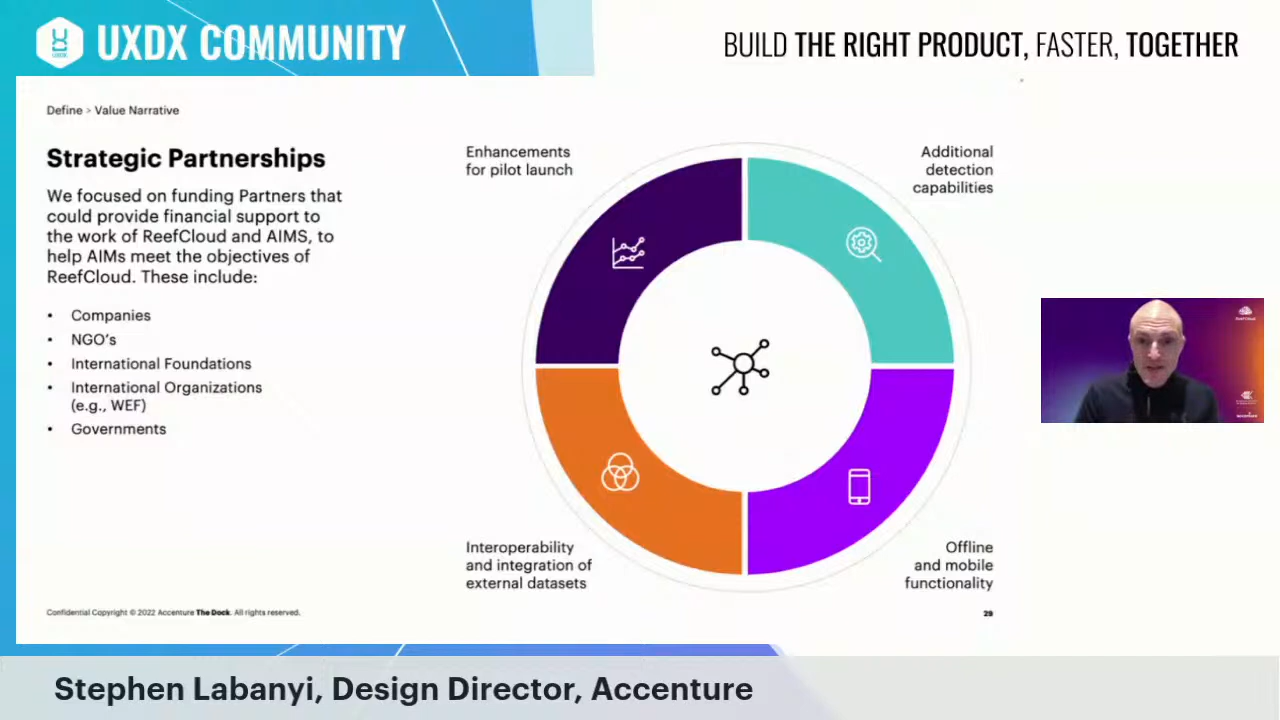 UXDX COMMUNITY
BUILD THE RIGHT PRODUCT, FASTER, TOGETHER
Define > Value Narrative
Strategic Partnerships
We focused on funding Partners that
could provide financial support to
the work of ReefCloud and AIMS, to
help AIMs meet the objectives of
ReefCloud. These include:
• Companies
• NGO's
• International Foundations
• International Organizations
(e.g., WEF)
• Governments
Enhancements
for pilot launch
Additional
detection
capabilities
Interoperability
and integration of
external datasets
Offline
and mobile
functionality
Confidential Copyright © 2022 Accenture The Dock. All rights reserved.
29
Stephen Labanyi, Design Director, Accenture